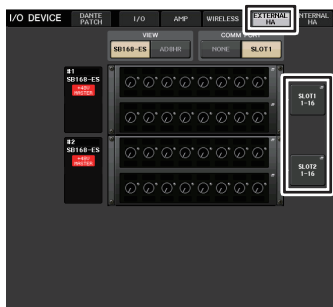 I/O DEVICE
DANTE PATCH
I/O
AMP
WIRELESS
EXTERNAL HA
INTERNAL HA
VIEW
COMM PORT
SB168-ES
AD8HR
NONE
SLOT1
#1
SB168-ES
+48V MASTER
SLOT1
1-16
#2
SB168-ES
+48V MASTER
SLOT2
1-16